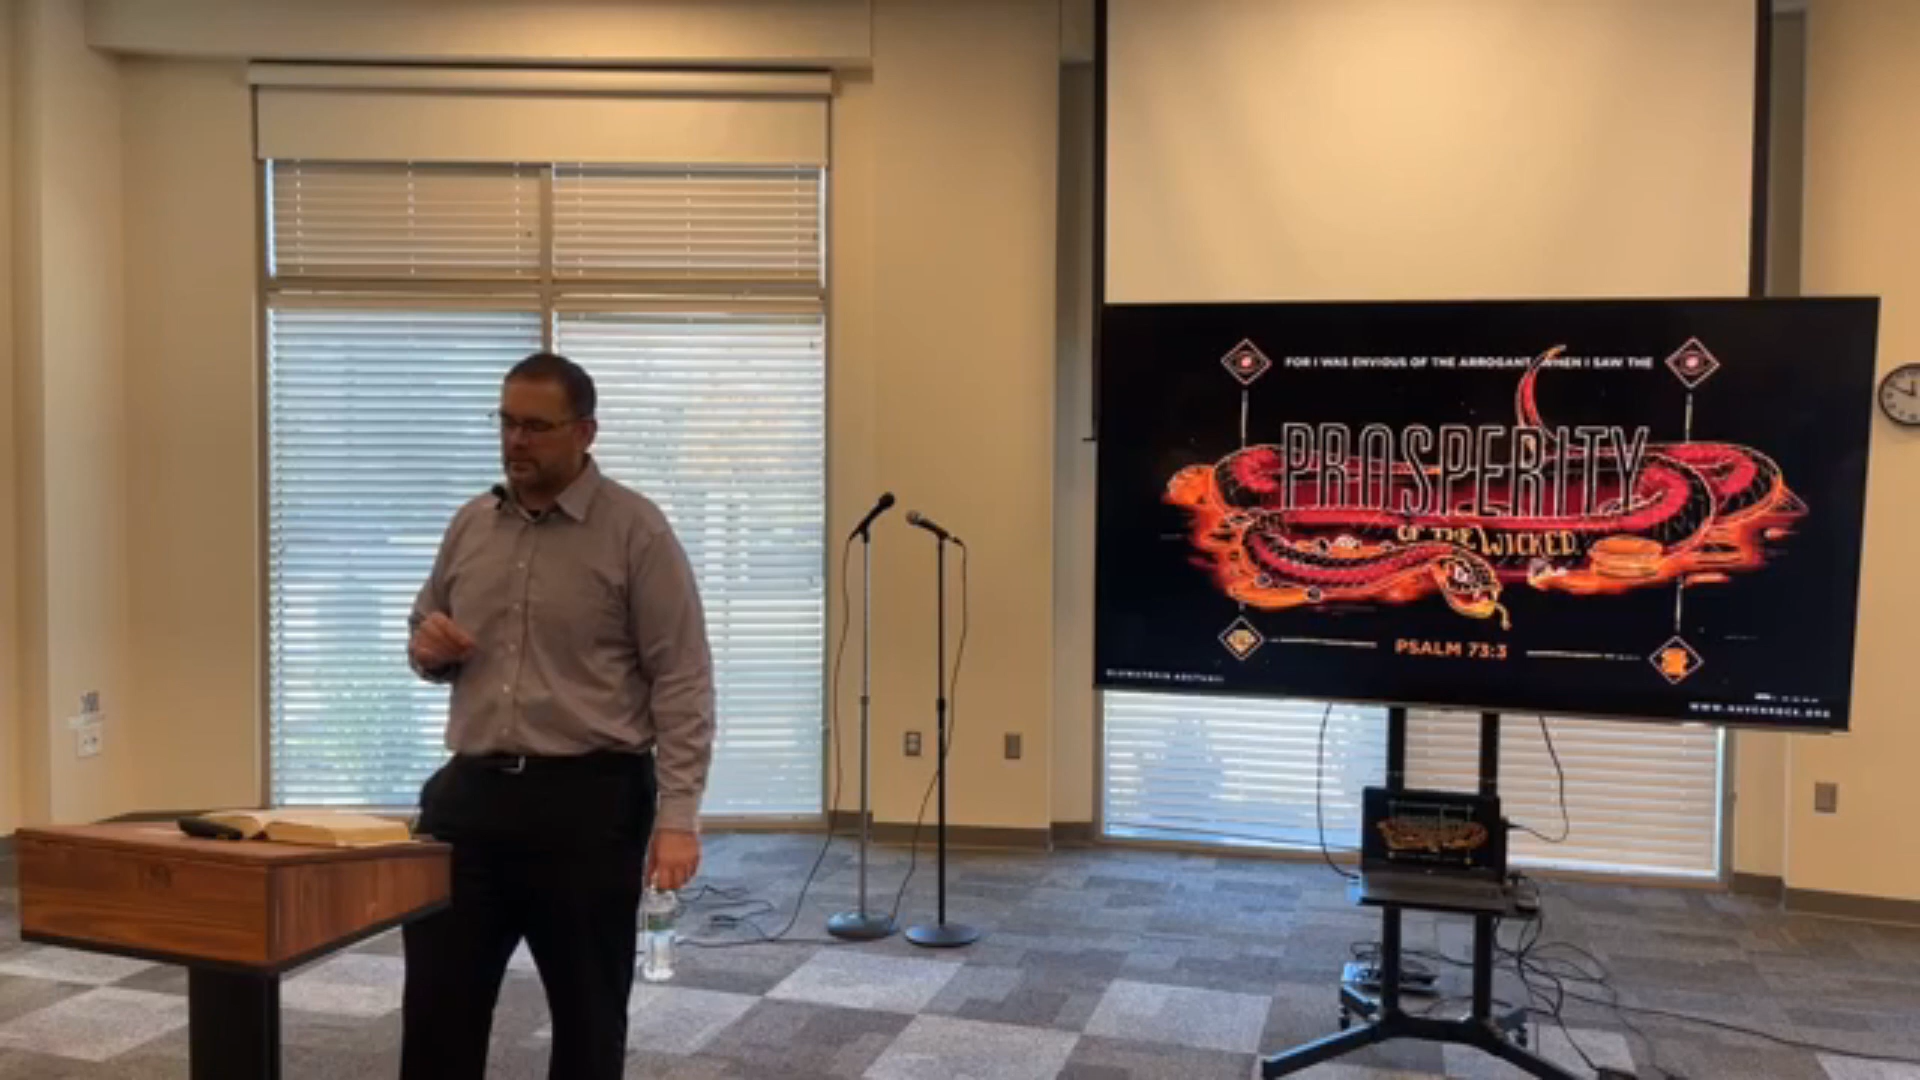 FOR I WAS ENVIOUS OF THE ARROGANT WHEN I SAW THE
PROSPERITY
OF THE WICKED.
PSALM 73:3